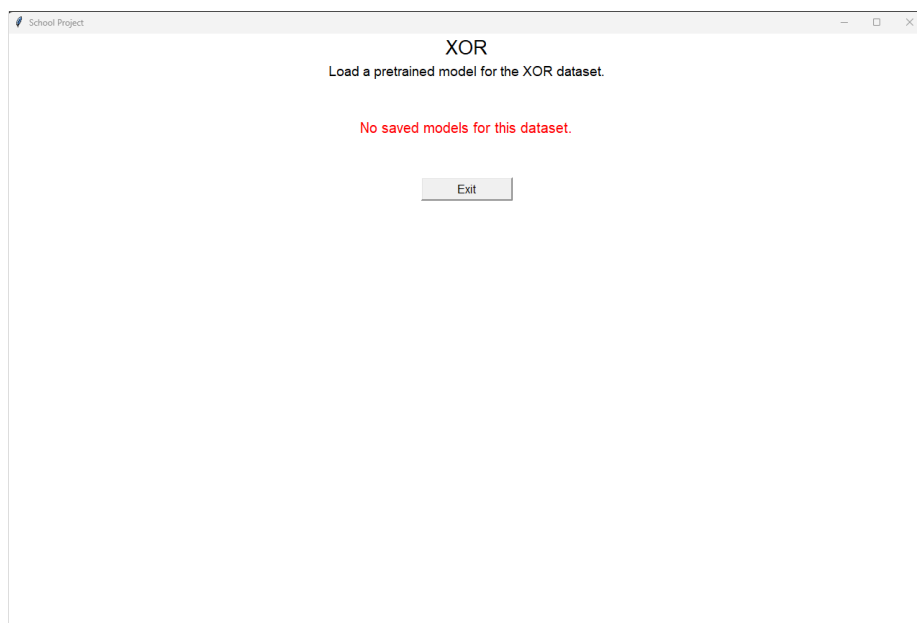 School Project
XOR
Load a pretrained model for the XOR dataset.
No saved models for this dataset.
Exit